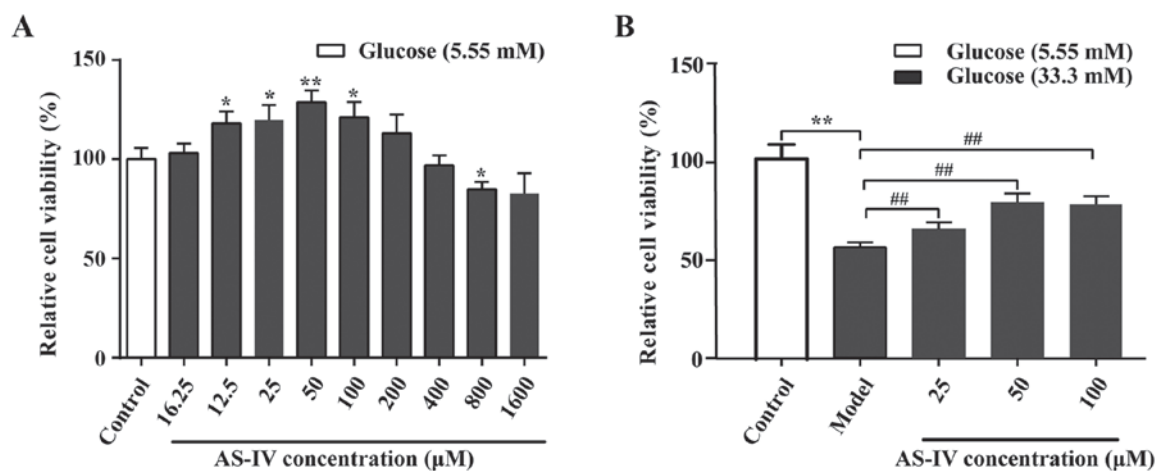 A
Glucose (5.55 mM)
Relative cell viability (%)
150
100
50
0
* * ** * *
Control 16.25 12.5 25 50 100 200 400 800 1600
AS-IV concentration (μM)
B
Glucose (5.55 mM)
Glucose (33.3 mM)
Relative cell viability (%)
150
100
50
0
**
##
##
##
Control Model 25 50 100
AS-IV concentration (μM)